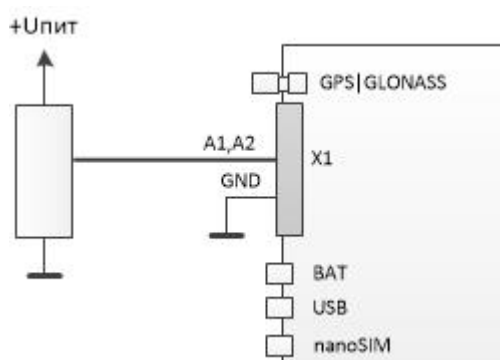 +Uпит
GPS|GLONASS
A1,A2
X1
GND
BAT
USB
nanoSIM